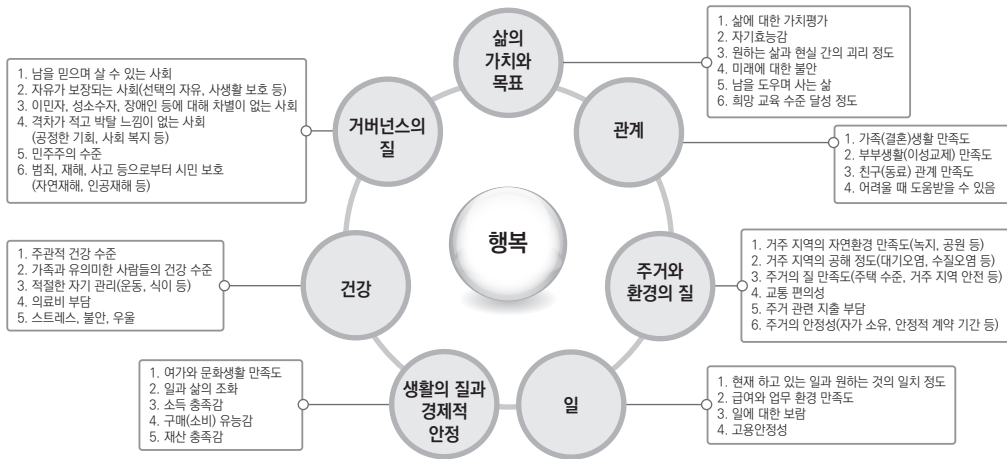 삶의
가치와
목표
1. 삶에 대한 가치평가
2. 자기효능감
3. 원하는 삶과 현실 간의 괴리 정도
4. 미래에 대한 불안
5. 남을 도우며 사는 삶
6. 희망 교육 수준 달성 정도
관계
1. 가족(결혼)생활 만족도
2. 부부생활(이성교제) 만족도
3. 친구(동료) 관계 만족도
4. 어려울 때 도움받을 수 있음
주거와
환경의 질
1. 거주 지역의 자연환경 만족도(녹지, 공원 등)
2. 거주 지역의 공해 정도(대기오염, 수질오염 등)
3. 주거의 질 만족도(주택 수준, 거주 지역 안전 등)
4. 교통 편의성
5. 주거 관련 지출 부담
6. 주거의 안정성(자가 소유, 안정적 계약 기간 등)
일
1. 현재 하고 있는 일과 원하는 것의 일치 정도
2. 급여와 업무 환경 만족도
3. 일에 대한 보람
4. 고용안정성
생활의 질과
경제적
안정
1. 여가와 문화생활 만족도
2. 일과 삶의 조화
3. 소득 충족감
4. 구매(소비) 유능감
5. 재산 충족감
건강
1. 주관적 건강 수준
2. 가족과 유의미한 사람들의 건강 수준
3. 적절한 자기 관리(운동, 식이 등)
4. 의료비 부담
5. 스트레스, 불안, 우울
거버넌스의
질
1. 남을 믿으며 살 수 있는 사회
2. 자유가 보장되는 사회(선택의 자유, 사생활 보호 등)
3. 이민자, 성소수자, 장애인 등에 대해 차별이 없는 사회
4. 격차가 적고 박탈 느낌이 없는 사회
(공정한 기회, 사회 복지 등)
5. 민주주의 수준
6. 범죄, 재해, 사고 등으로부터 시민 보호
(자연재해, 인공재해 등)
행복